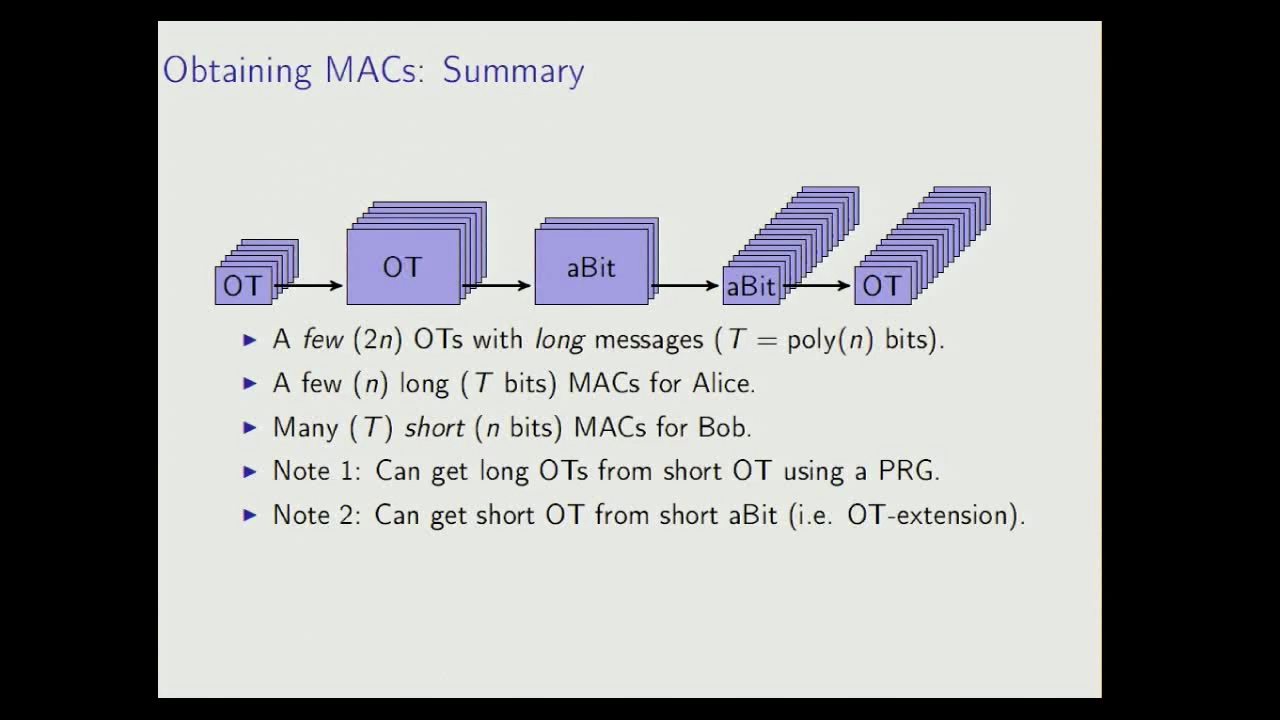 Obtaining MACs: Summary
OT
OT
aBit
aBit
OT
▶ A few (2n) OTs with long messages (T = poly(n) bits).
▶ A few (n) long (T bits) MACs for Alice.
▶ Many (T) short (n bits) MACs for Bob.
▶ Note 1: Can get long OTs from short OT using a PRG.
▶ Note 2: Can get short OT from short aBit (i.e. OT-extension).